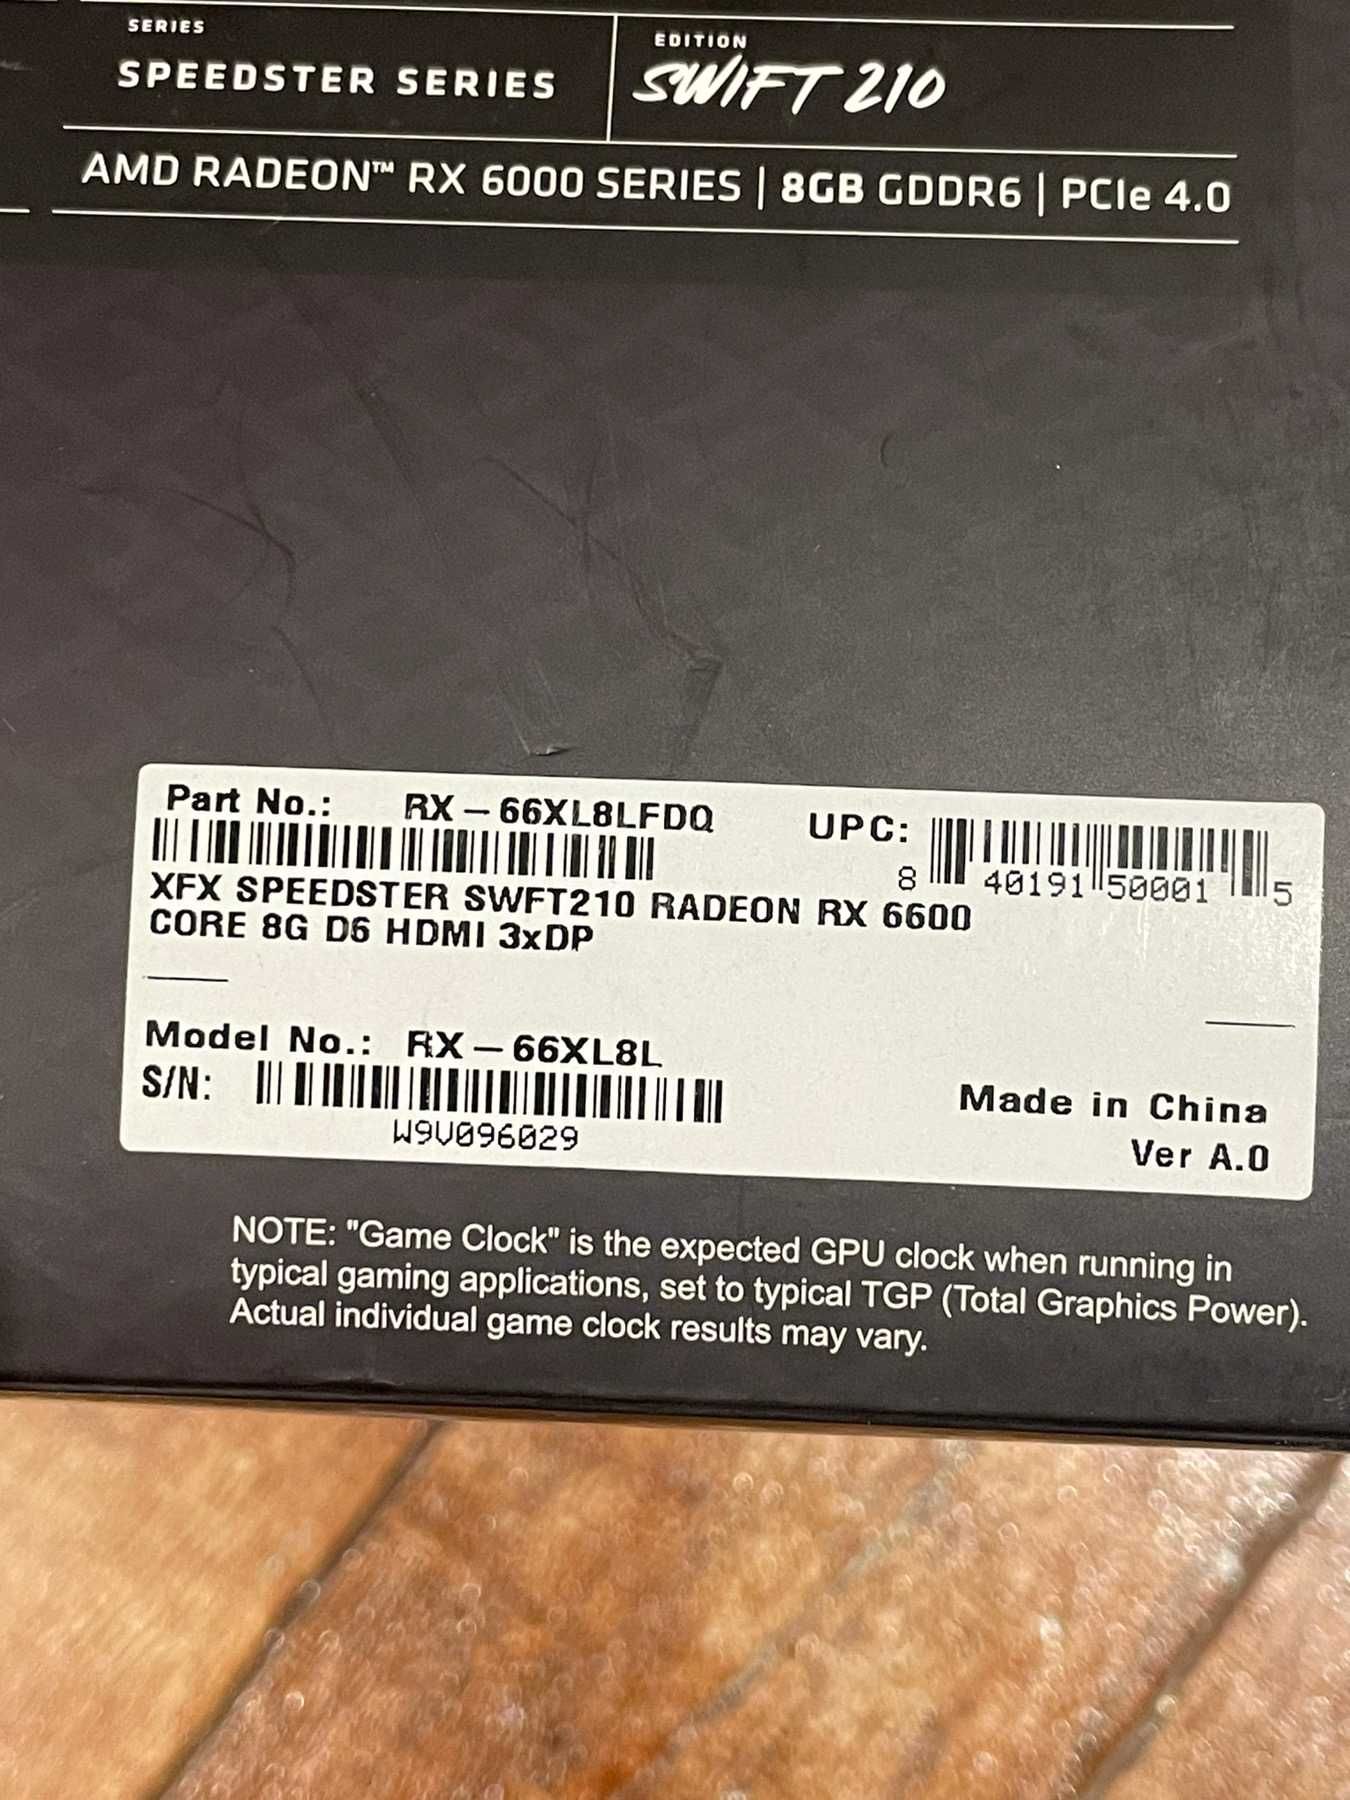 SERIES
SPEEDSTER SERIES
EDITION
SWIFT 210
AMD RADEON™ RX 6000 SERIES | 8GB GDDR6 | PCIe 4.0
Part No.: RX-66XL8LFDQ
UPC: 8 40191 50001 5
XFX SPEEDSTER SWFT210 RADEON RX 6600
CORE 8G D6 HDMI 3xDP
Model No.: RX-66XL8L
S/N:
W9V096029
Made in China
Ver A.0
NOTE: "Game Clock" is the expected GPU clock when running in
typical gaming applications, set to typical TGP (Total Graphics Power).
Actual individual game clock results may vary.